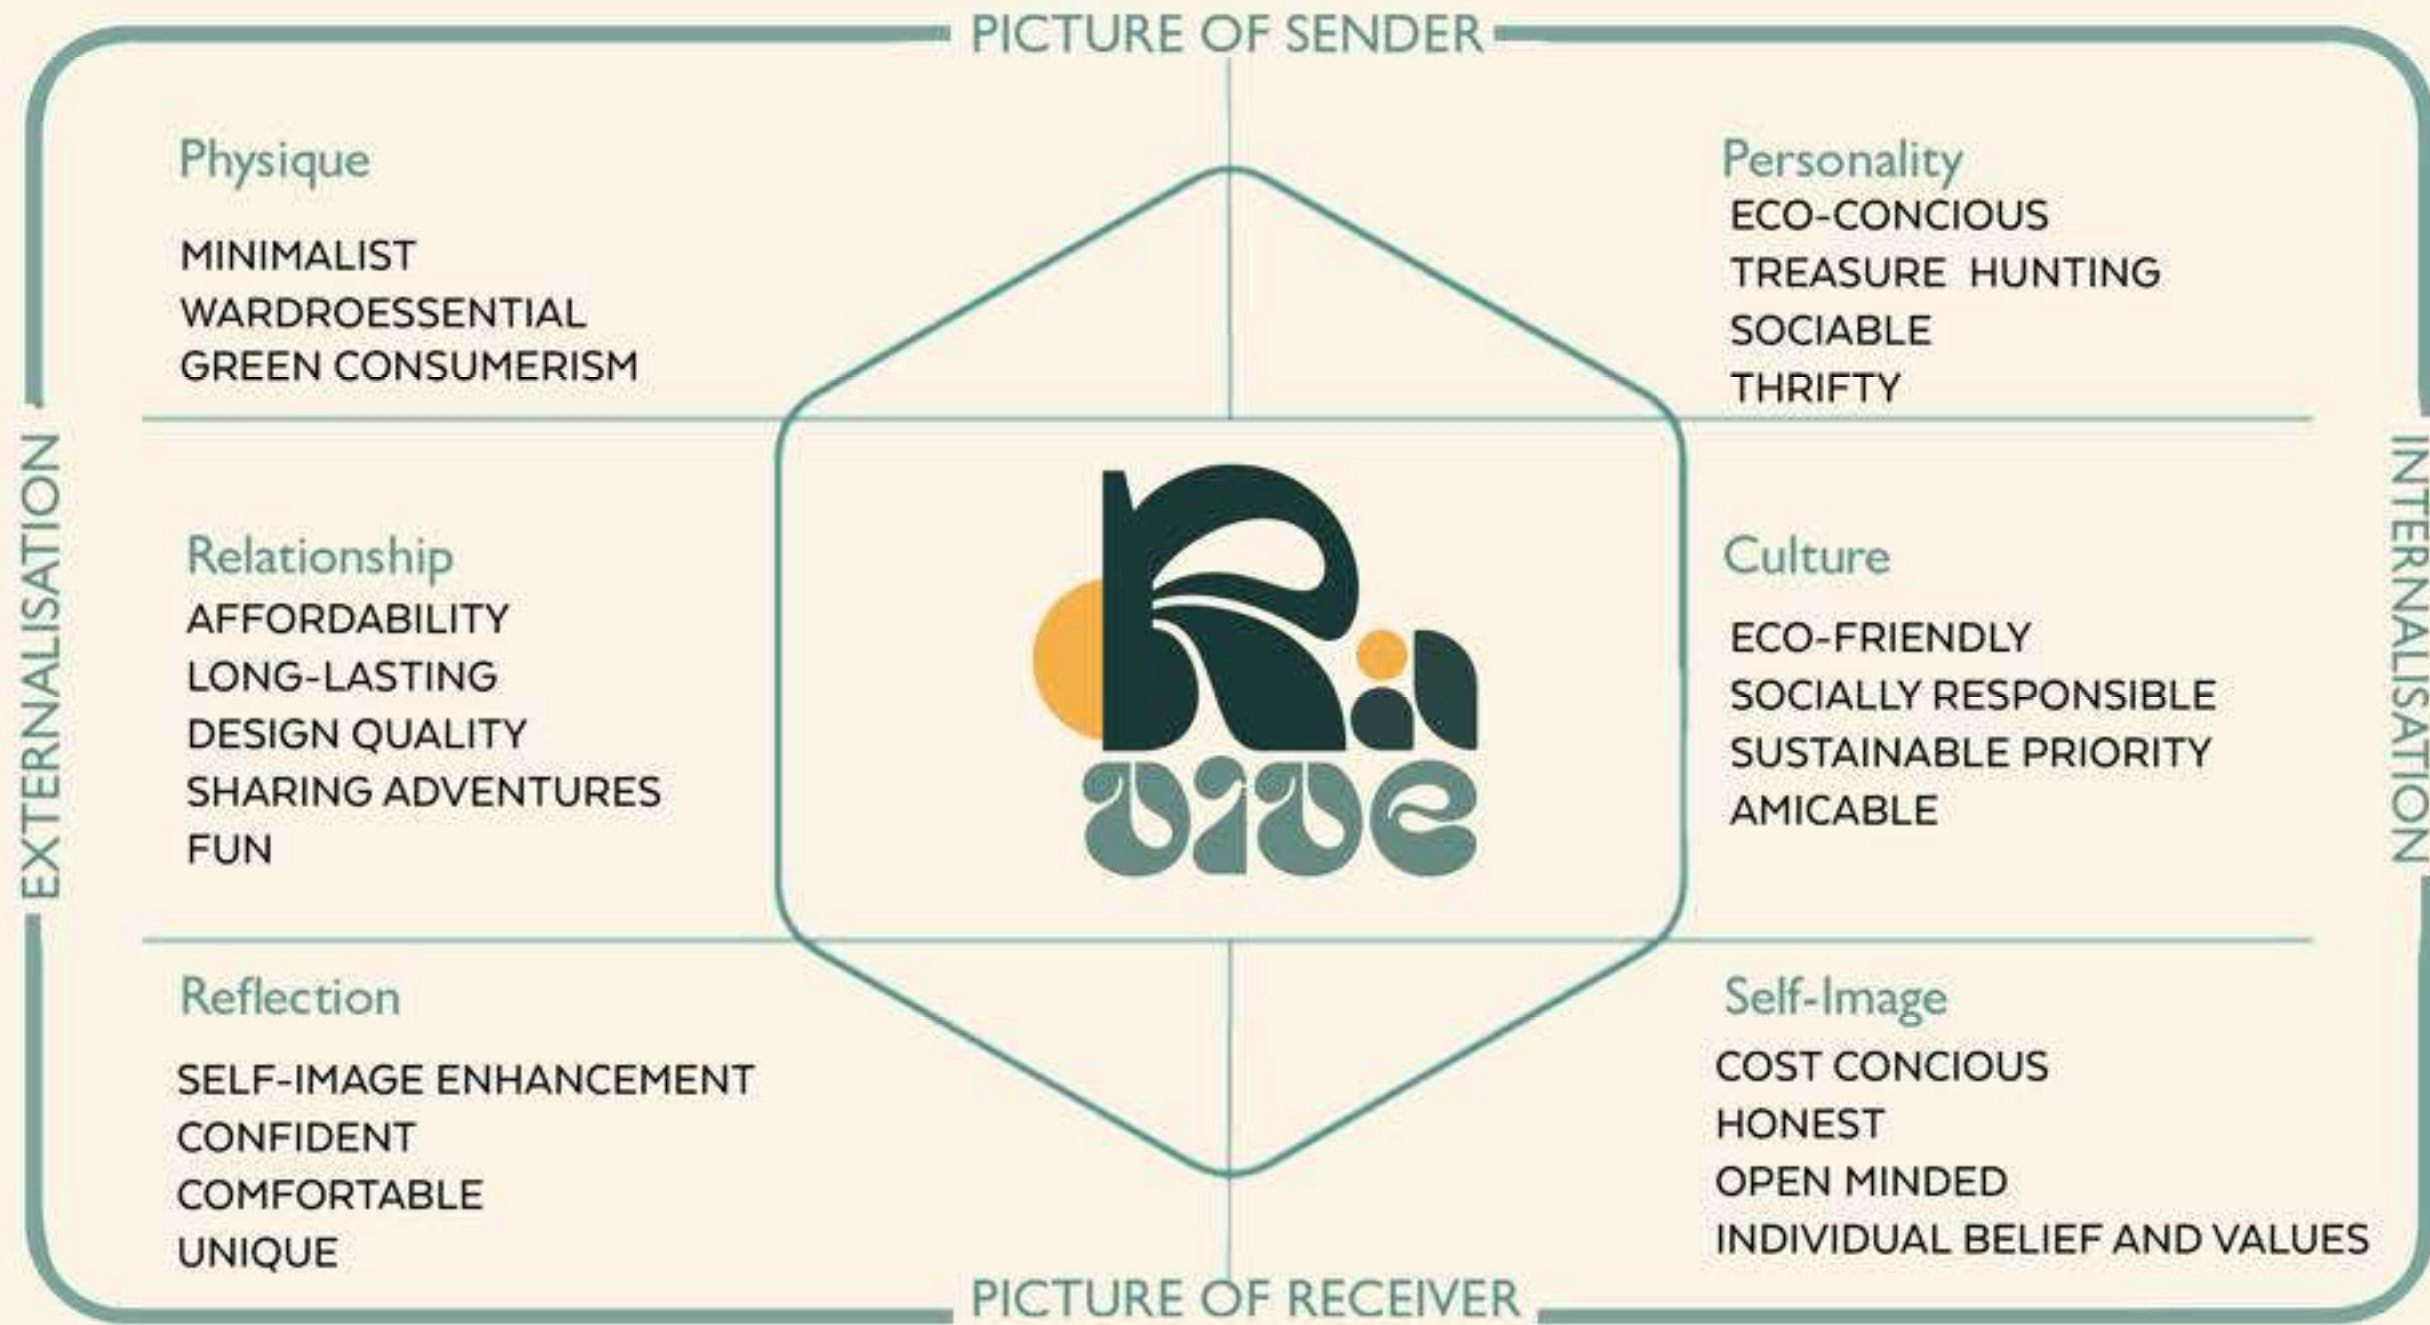 PICTURE OF SENDER
Physique
MINIMALIST
WARDROESSENTIAL
GREEN CONSUMERISM
Personality
ECO-CONCIOUS
TREASURE HUNTING
SOCIABLE
THRIFTY
EXTERNALISATION
Relationship
AFFORDABILITY
LONG-LASTING
DESIGN QUALITY
SHARING ADVENTURES
FUN
vive
Culture
ECO-FRIENDLY
SOCIALLY RESPONSIBLE
SUSTAINABLE PRIORITY
AMICABLE
INTERNALISATION
Reflection
SELF-IMAGE ENHANCEMENT
CONFIDENT
COMFORTABLE
UNIQUE
Self-Image
COST CONCIOUS
HONEST
OPEN MINDED
INDIVIDUAL BELIEF AND VALUES
PICTURE OF RECEIVER